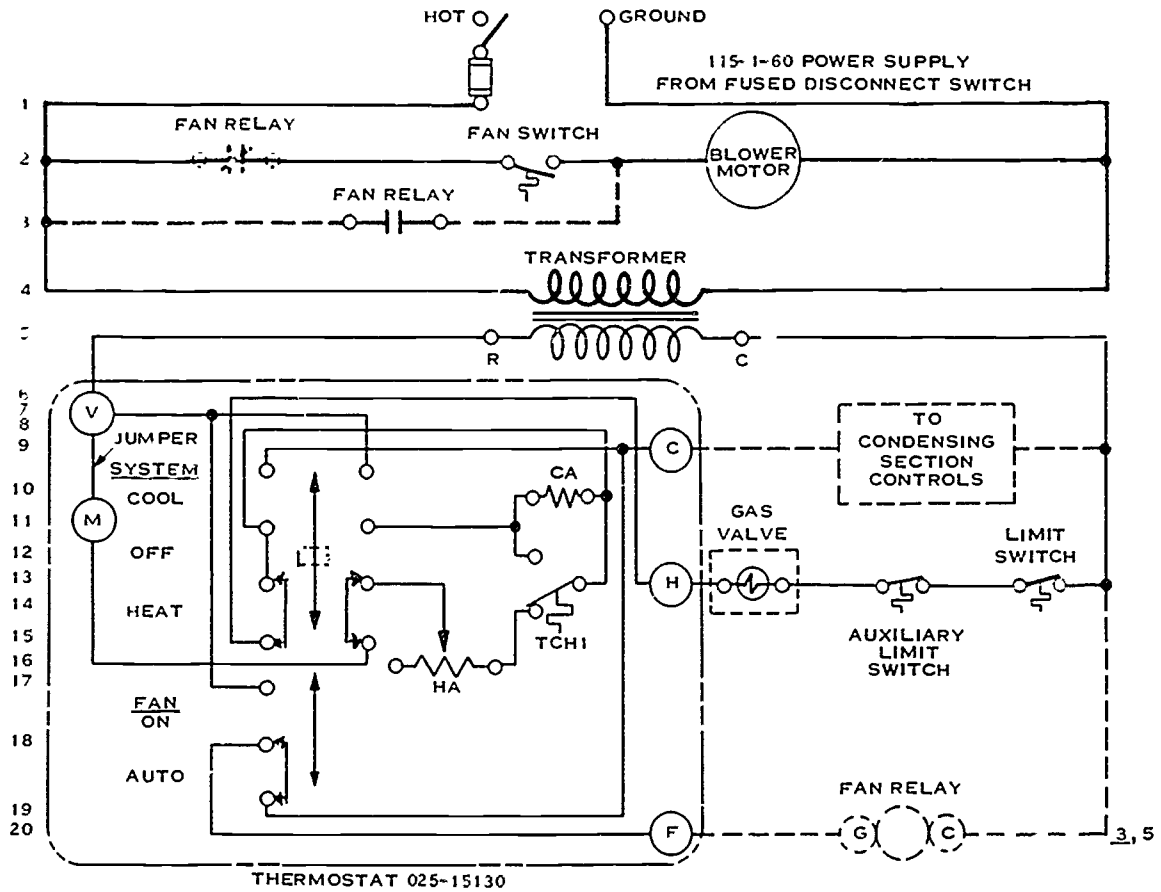 HOT
GROUND
115-1-60 POWER SUPPLY
FROM FUSED DISCONNECT SWITCH
1
FAN RELAY
FAN SWITCH
2
BLOWER
MOTOR
FAN RELAY
3
TRANSFORMER
4
R
C
6
7
V
8
9
JUMPER
C
TO
CONDENSING
SECTION
CONTROLS
SYSTEM
CA
10
COOL
11
M
GAS
VALVE
LIMIT
SWITCH
12
OFF
13
H
14
HEAT
15
TCH1
AUXILIARY
LIMIT
SWITCH
16
17
HA
FAN
ON
18
AUTO
FAN RELAY
19
20
F
G
C
3, 5
THERMOSTAT 025-15130